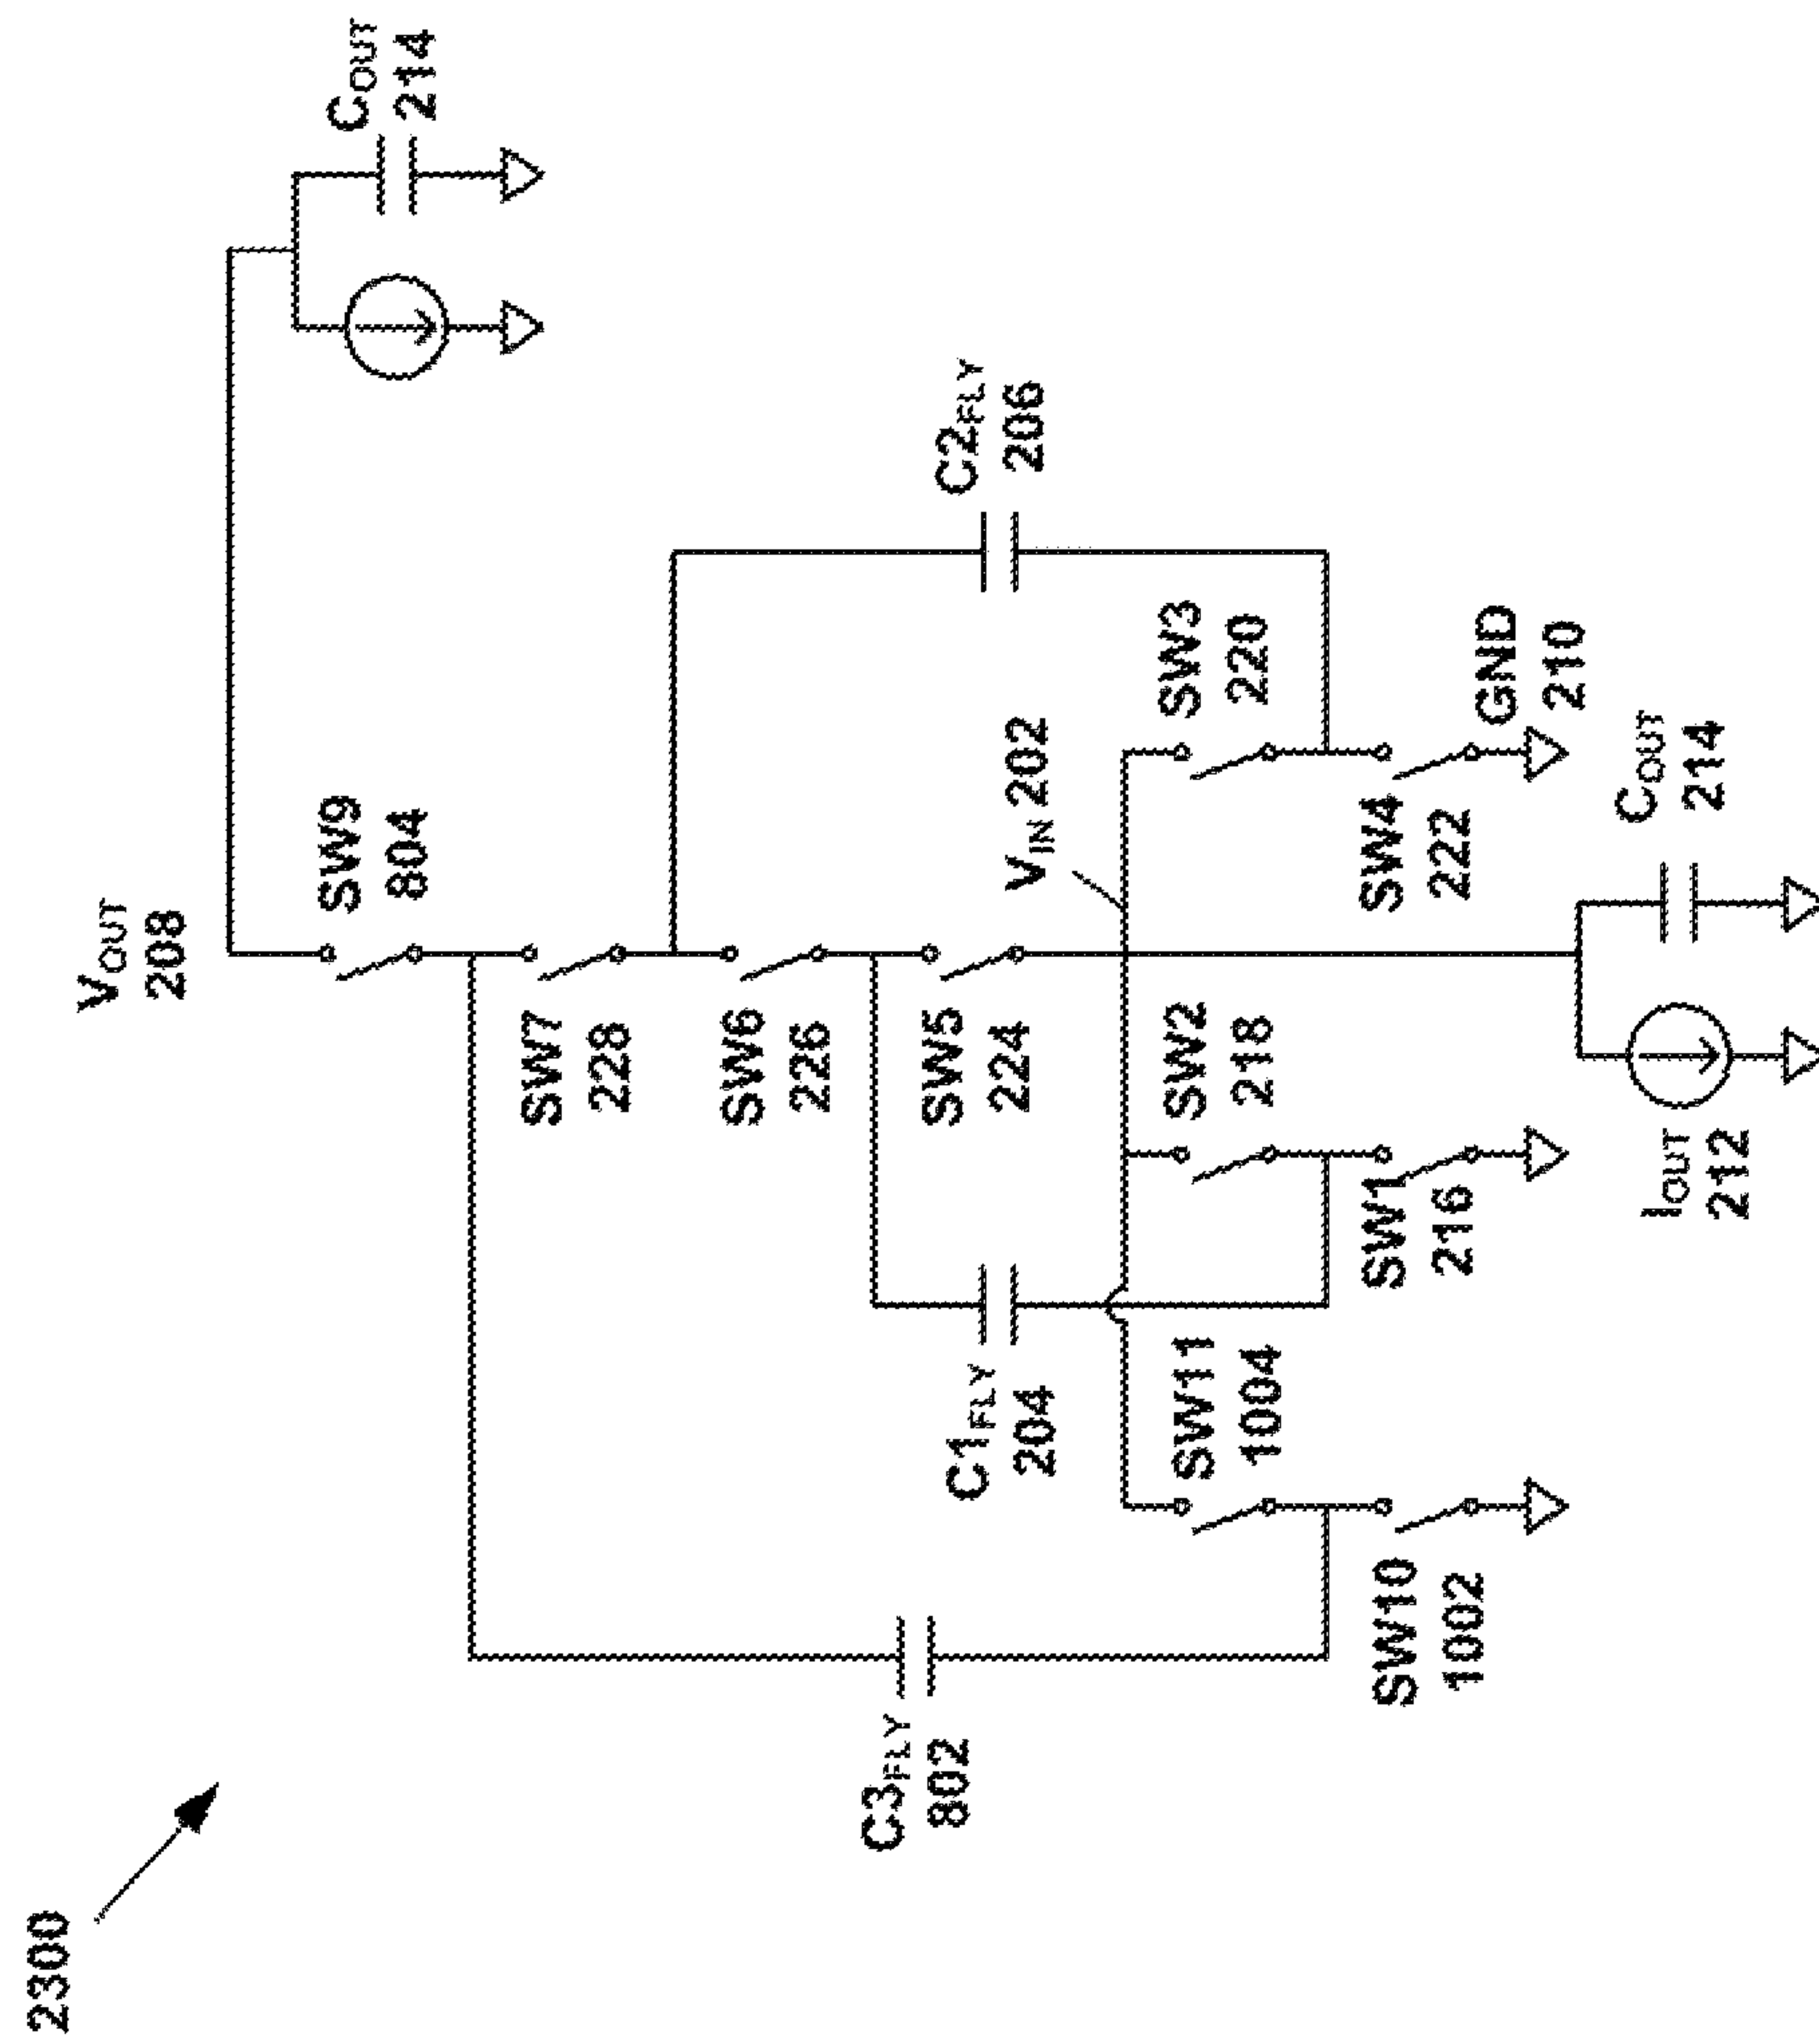 2300
VOUT
208
COUT
214
SW9
804
SW7
228
C2FLY
206
SW6
226
C3FLY
802
C1FLY
204
SW5
224
VIN 202
SW11
1004
SW2
218
SW3
220
SW10
1002
SW1
216
SW4
222
GND
210
IOUT
212
COUT
214